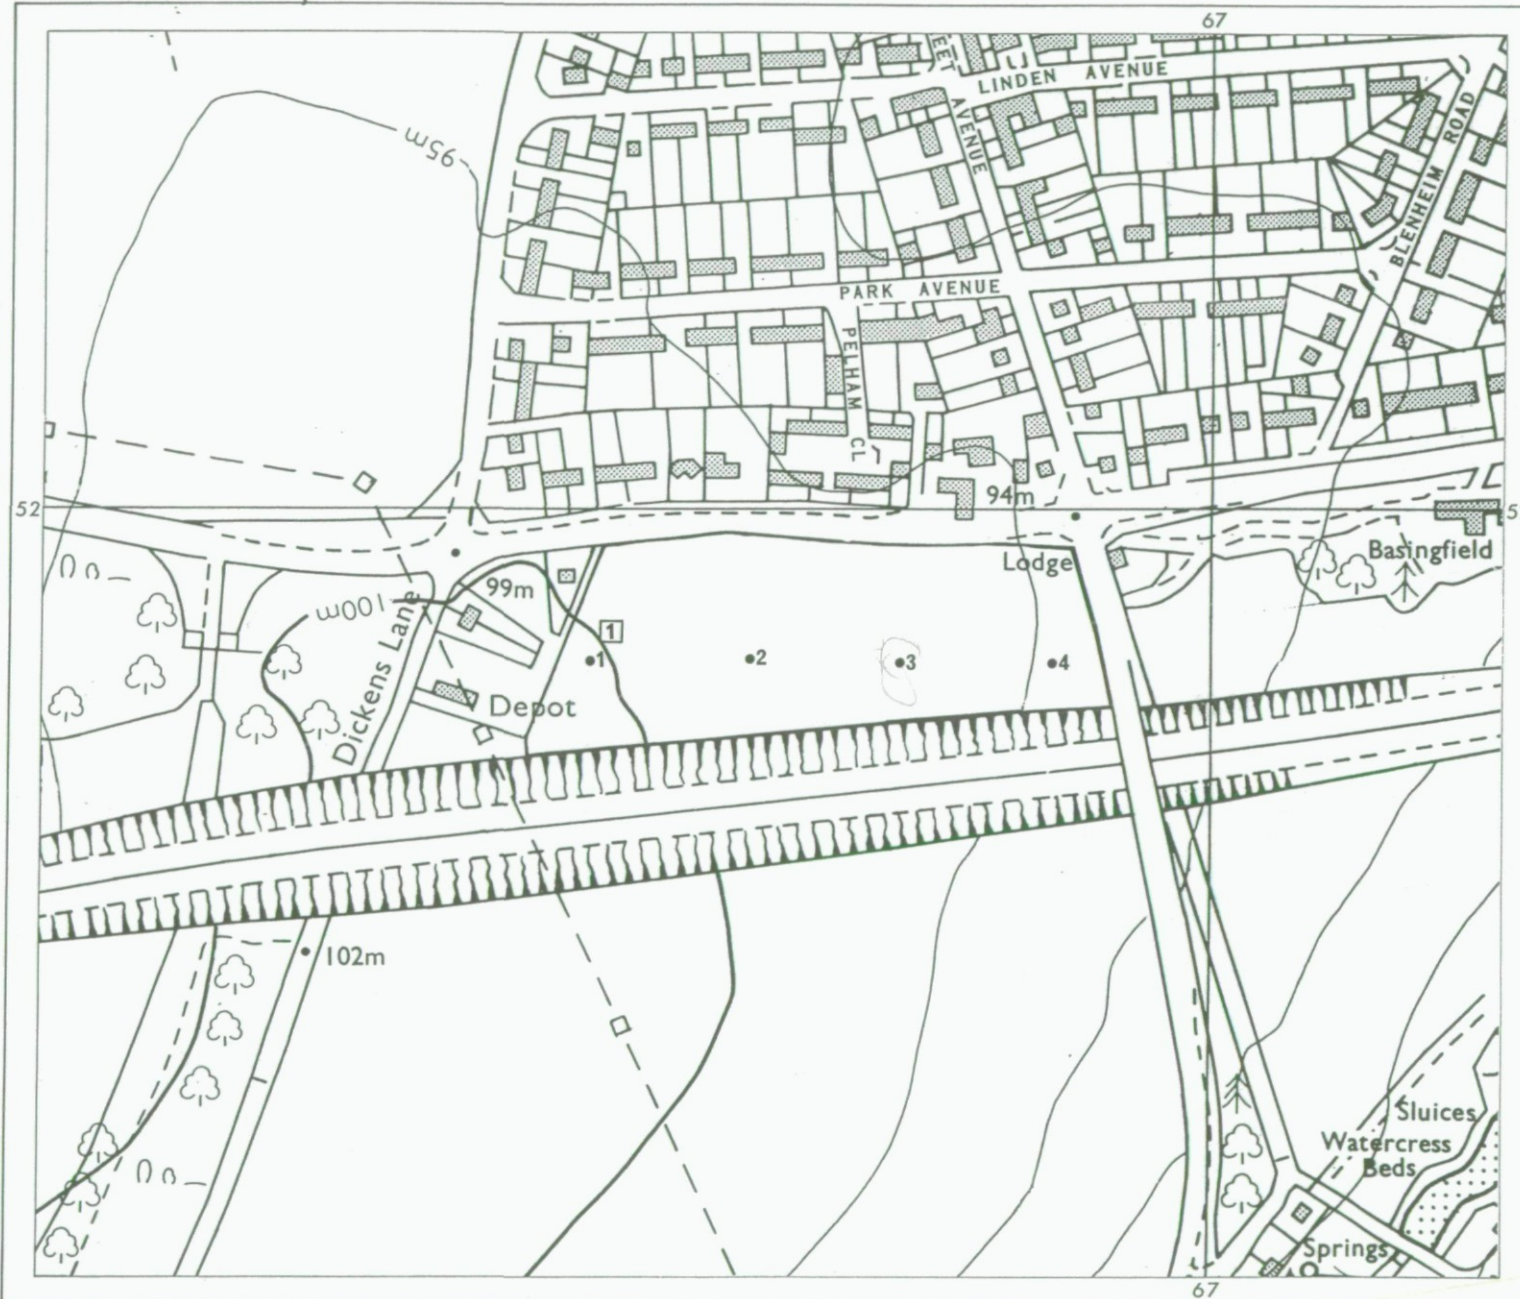 67
EET AVENUE
LINDEN AVENUE
95m
BLENHEIM ROAD
PARK AVENUE
PELHAM CL
94m
52
5
Lodge
Basingfield
99m
100m
Dickens Lane
1
1
2
3
4
Depot
102m
Sluices
Watercress
Beds
Springs
67